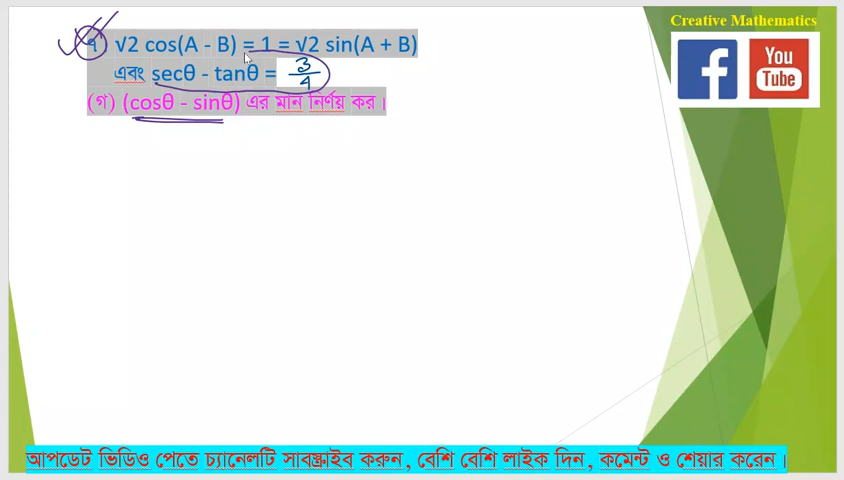 Creative Mathematics
৭ √2 cos(A - B) = 1 = √2 sin(A + B)
এবং secθ - tanθ = 3/4
(গ) (cosθ - sinθ) এর মান নির্ণয় কর।
You
Tube
আপডেট ভিডিও পেতে চ্যানেলটি সাবস্ক্রাইব করুন, বেশি বেশি লাইক দিন, কমেন্ট ও শেয়ার করেন।